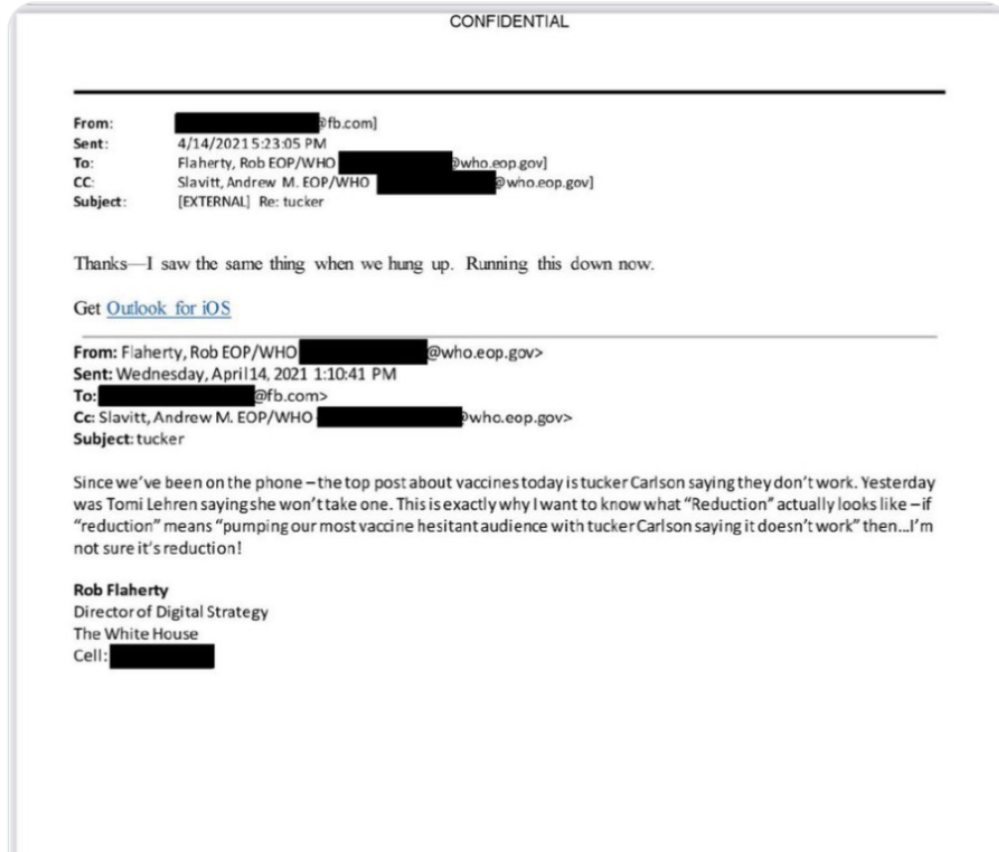 CONFIDENTIAL
From: @fb.com]
Sent: 4/14/2021 5:23:05 PM
To: Flaherty, Rob EOP/WHO @who.eop.gov]
CC: Slavitt, Andrew M. EOP/WHO @who.eop.gov]
Subject: [EXTERNAL] Re: tucker
Thanks—I saw the same thing when we hung up. Running this down now.
Get Outlook for iOS
From: Flaherty, Rob EOP/WHO @who.eop.gov>
Sent: Wednesday, April 14, 2021 1:10:41 PM
To: @fb.com>
Cc: Slavitt, Andrew M. EOP/WHO @who.eop.gov>
Subject: tucker
Since we've been on the phone – the top post about vaccines today is tucker Carlson saying they don't work. Yesterday
was Tomi Lehren saying she won't take one. This is exactly why I want to know what “Reduction” actually looks like – if
“reduction” means “pumping our most vaccine hesitant audience with tucker Carlson saying it doesn't work” then...I'm
not sure it's reduction!
Rob Flaherty
Director of Digital Strategy
The White House
Cell: